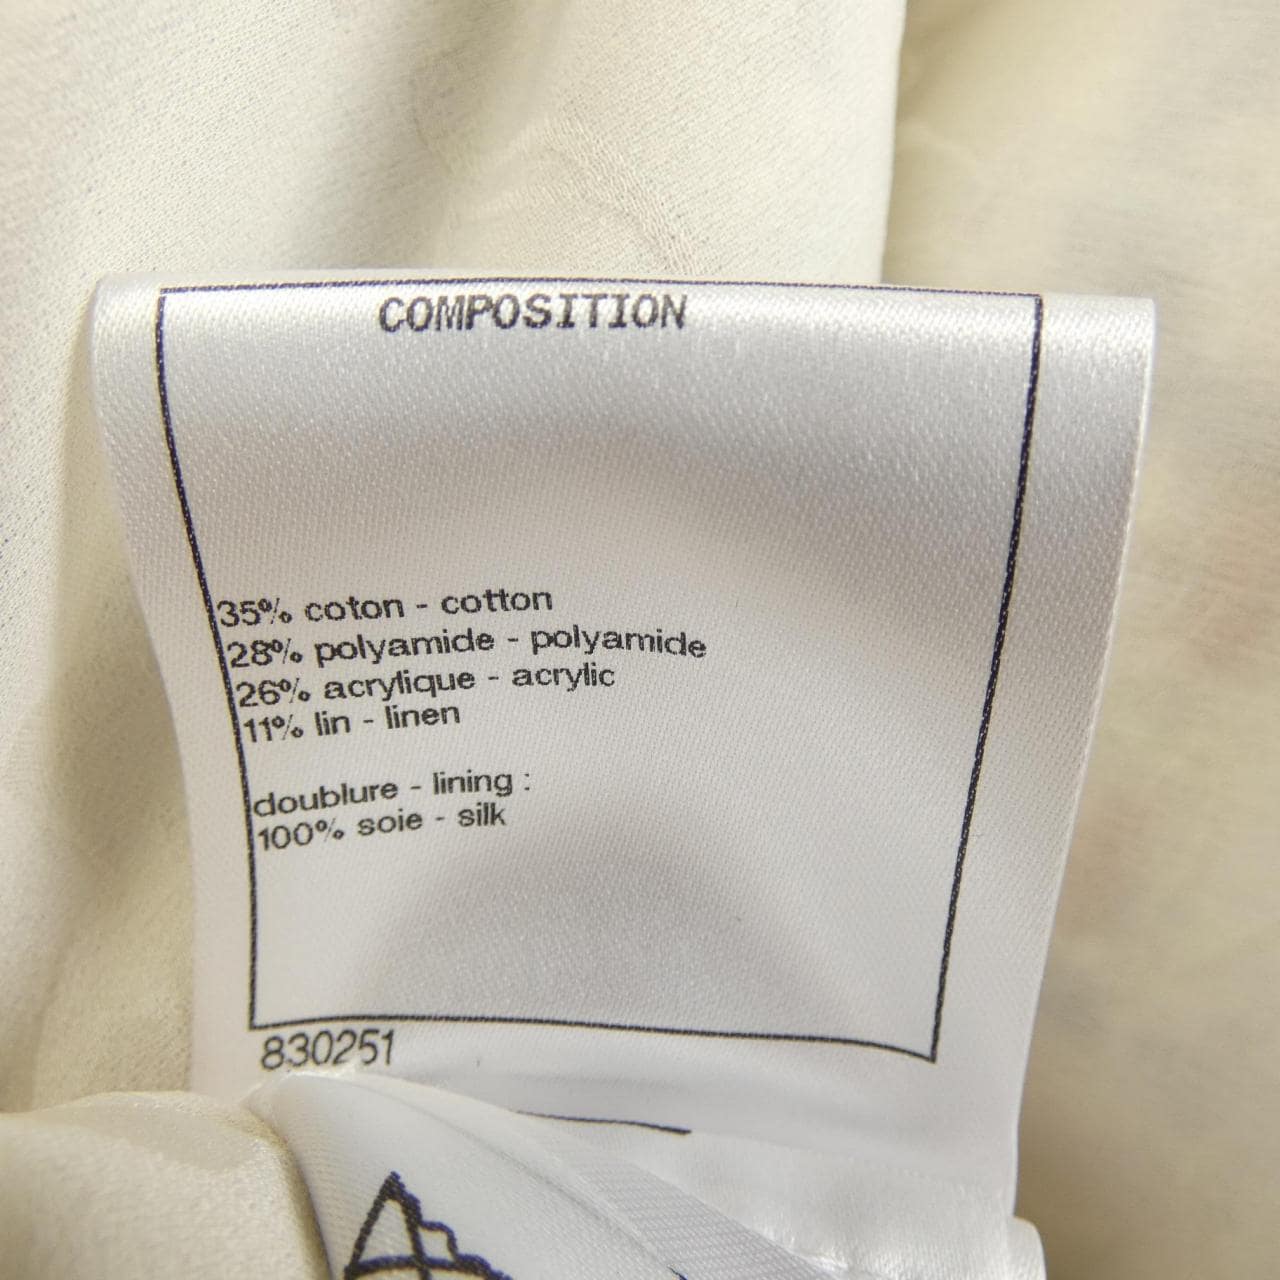 COMPOSITION
35% coton - cotton
28% polyamide - polyamide
26% acrylique - acrylic
11% lin - linen
doublure - lining :
100% soie - silk
830251